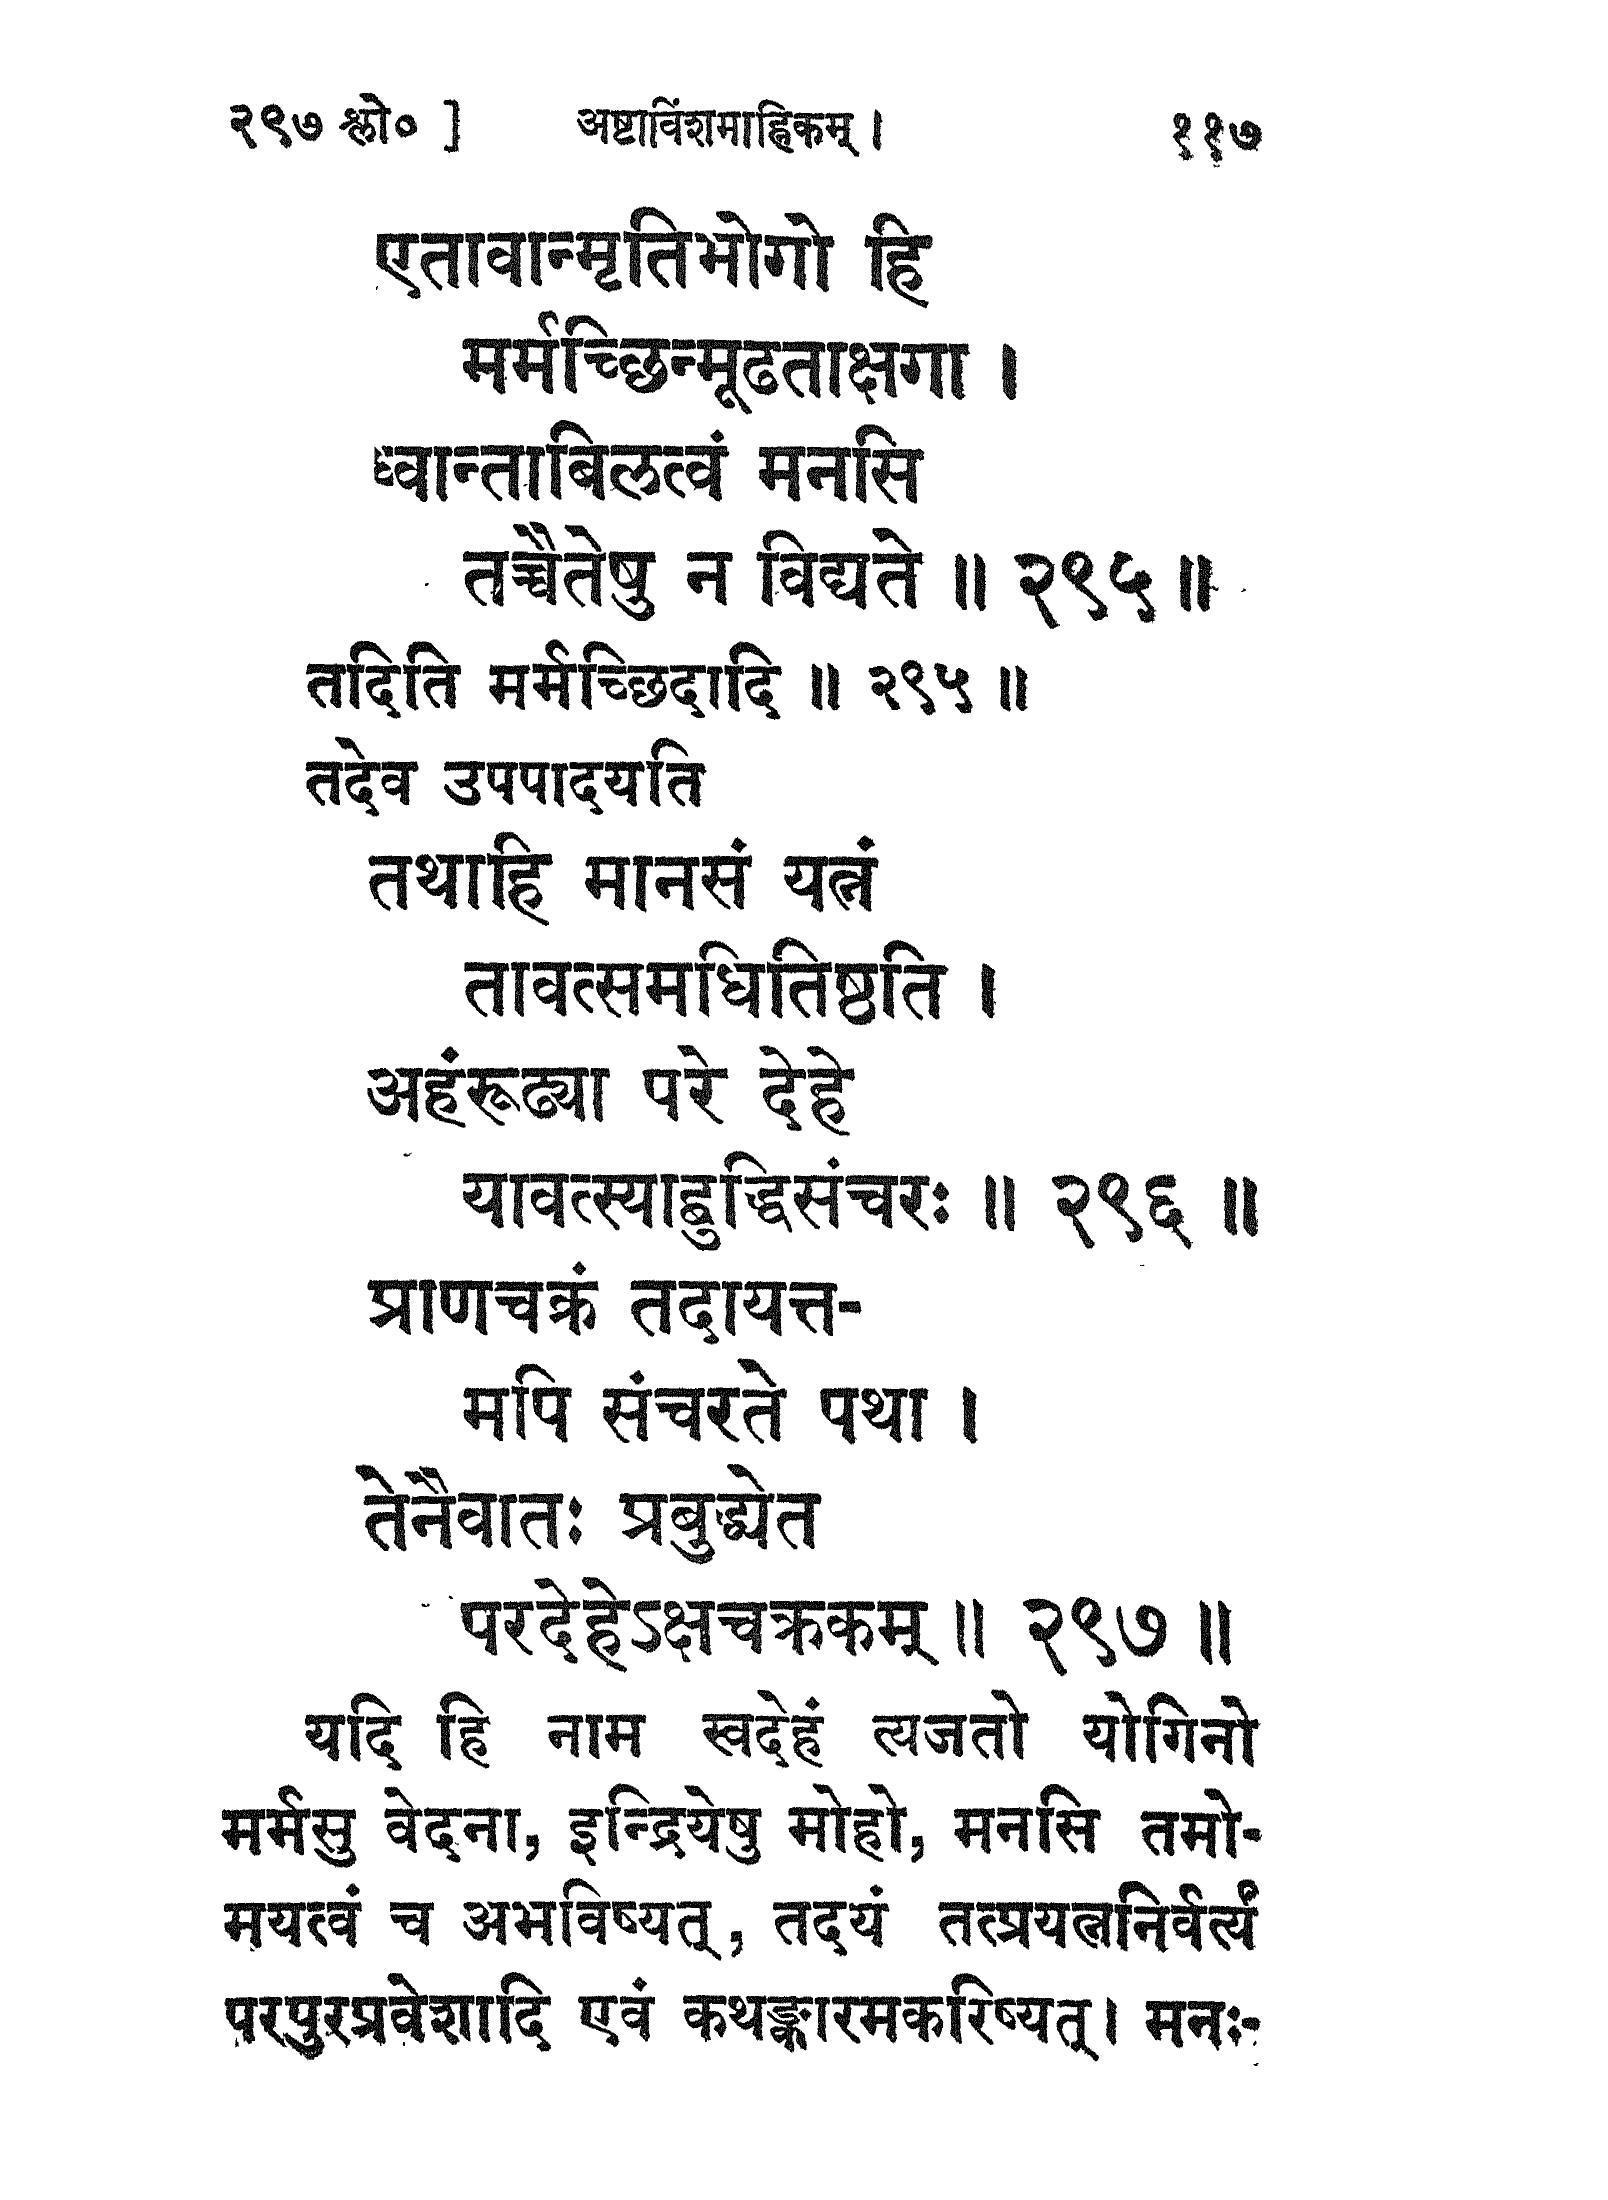 २९७ श्लो० ] अष्टाविंशमाह्निकम् । ११७
एतावान्मृतिभोगो हि
मर्मच्छिन्मूढताक्षगा ।
ध्वान्ताबिलत्वं मनसि
तच्चैतेषु न विद्यते ॥ २९५ ॥
तदिति मर्मच्छिदादि ॥ २९५ ॥
तदेव उपपादयति
तथाहि मानसं यत्नं
तावत्समधितिष्ठति ।
अहंरूढ्या परे देहे
यावत्स्याद्बुद्धिसंचरः ॥ २९६ ॥
प्राणचक्रं तदायत्त-
मपि संचरते पथा ।
तेनैवातः प्रबुद्ध्येत
परदेहेऽक्षचक्रकम् ॥ २९७ ॥
यदि हि नाम स्वदेहं त्यजतो योगिनो
मर्मसु वेदना, इन्द्रियेषु मोहो, मनसि तमो-
मयत्वं च अभविष्यत्, तदयं तत्प्रयत्ननिर्वर्त्यं
परपुरप्रवेशादि एवं कथङ्कारमकरिष्यत्। मनः-